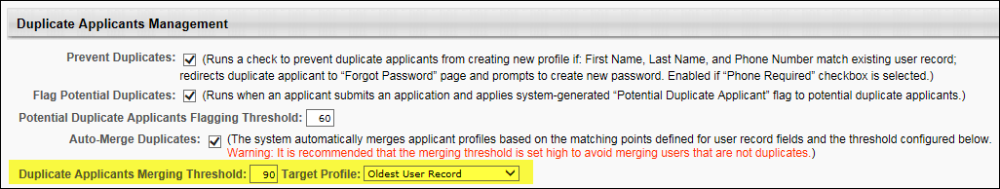 Duplicate Applicants Management
Prevent Duplicates: (Runs a check to prevent duplicate applicants from creating new profile if: First Name, Last Name, and Phone Number match existing user record;
redirects duplicate applicant to “Forgot Password” page and prompts to create new password. Enabled if “Phone Required” checkbox is selected.)
Flag Potential Duplicates: (Runs when an applicant submits an application and applies system-generated “Potential Duplicate Applicant” flag to potential duplicate applicants.)
Potential Duplicate Applicants Flagging Threshold: 60
Auto-Merge Duplicates: (The system automatically merges applicant profiles based on the matching points defined for user record fields and the threshold configured below.
Warning: It is recommended that the merging threshold is set high to avoid merging users that are not duplicates.)
Duplicate Applicants Merging Threshold: 90 Target Profile: Oldest User Record